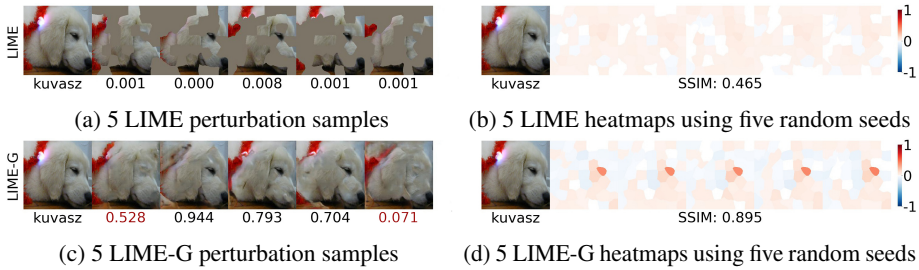 LIME
kuvasz 0.001 0.000 0.008 0.001 0.001
(a) 5 LIME perturbation samples
1
0
-1
kuvasz SSIM: 0.465
(b) 5 LIME heatmaps using five random seeds
LIME-G
kuvasz 0.528 0.944 0.793 0.704 0.071
(c) 5 LIME-G perturbation samples
1
0
-1
kuvasz SSIM: 0.895
(d) 5 LIME-G heatmaps using five random seeds